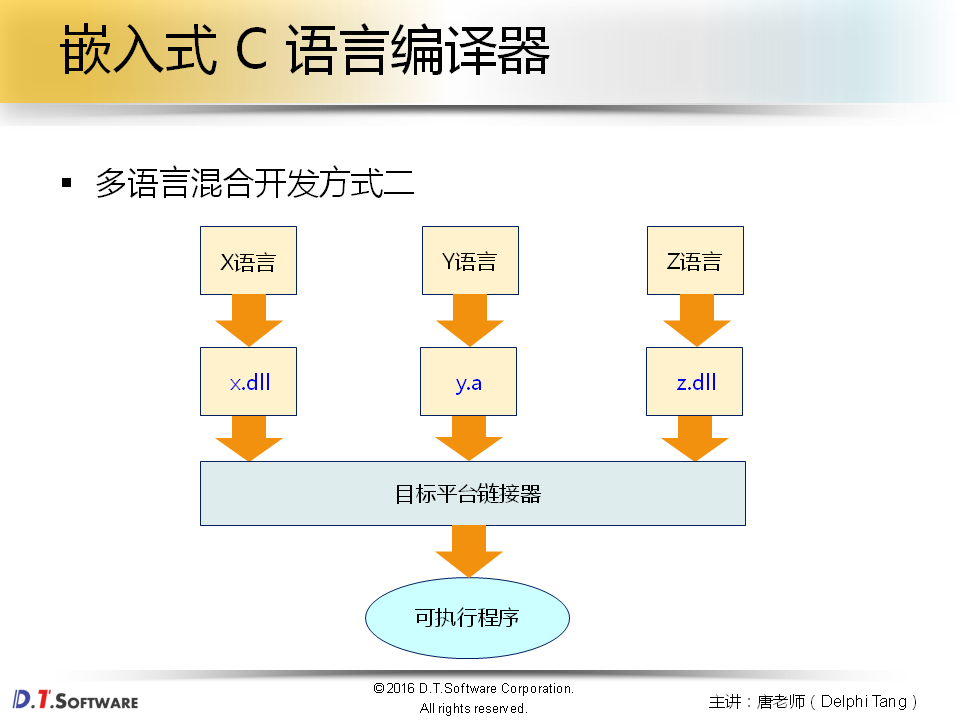 嵌入式 C 语言编译器
▪ 多语言混合开发方式二
X语言
Y语言
Z语言
x.dll
y.a
z.dll
目标平台链接器
可执行程序
D.T.SOFTWARE
©2016 D.T.Software Corporation.
All rights reserved.
主讲：唐老师（Delphi Tang）